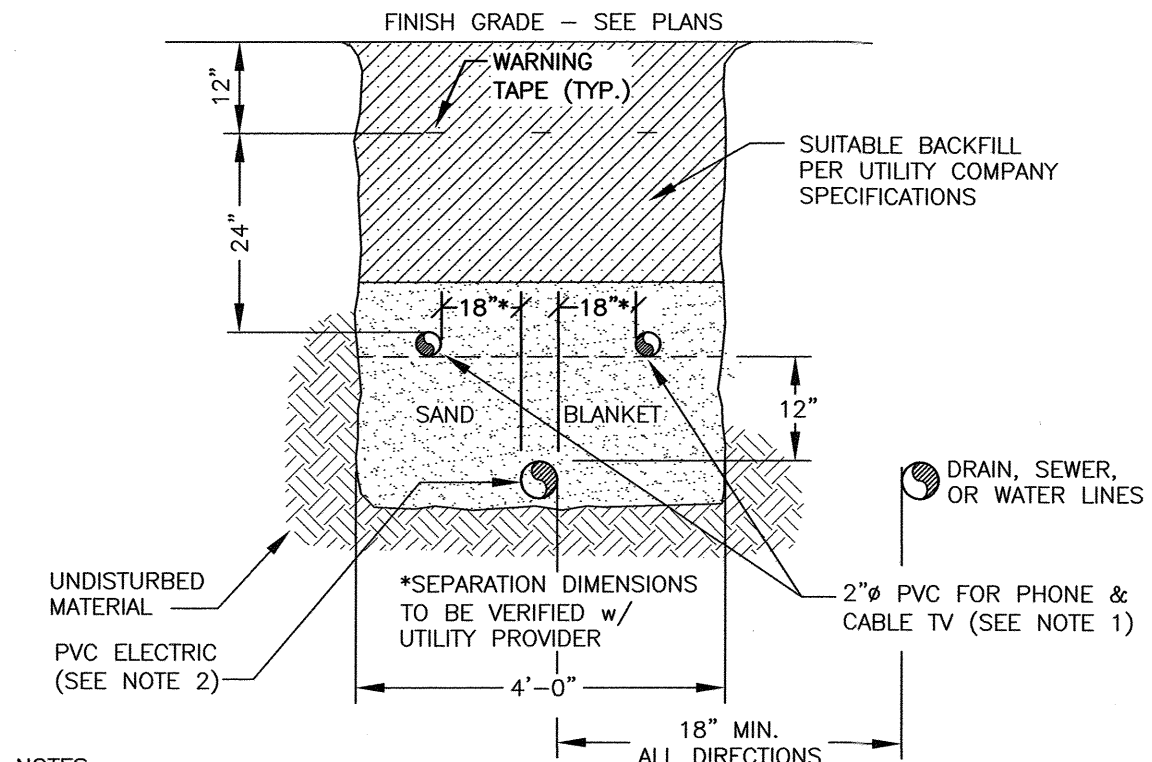 FINISH GRADE – SEE PLANS
12"
WARNING
TAPE (TYP.)
SUITABLE BACKFILL
PER UTILITY COMPANY
SPECIFICATIONS
24"
18"*
18"*
SAND BLANKET
12"
DRAIN, SEWER,
OR WATER LINES
UNDISTURBED
MATERIAL
*SEPARATION DIMENSIONS
TO BE VERIFIED w/
UTILITY PROVIDER
2"ø PVC FOR PHONE &
CABLE TV (SEE NOTE 1)
PVC ELECTRIC
(SEE NOTE 2)
4'-0"
18" MIN.
ALL DIRECTIONS
NOTES